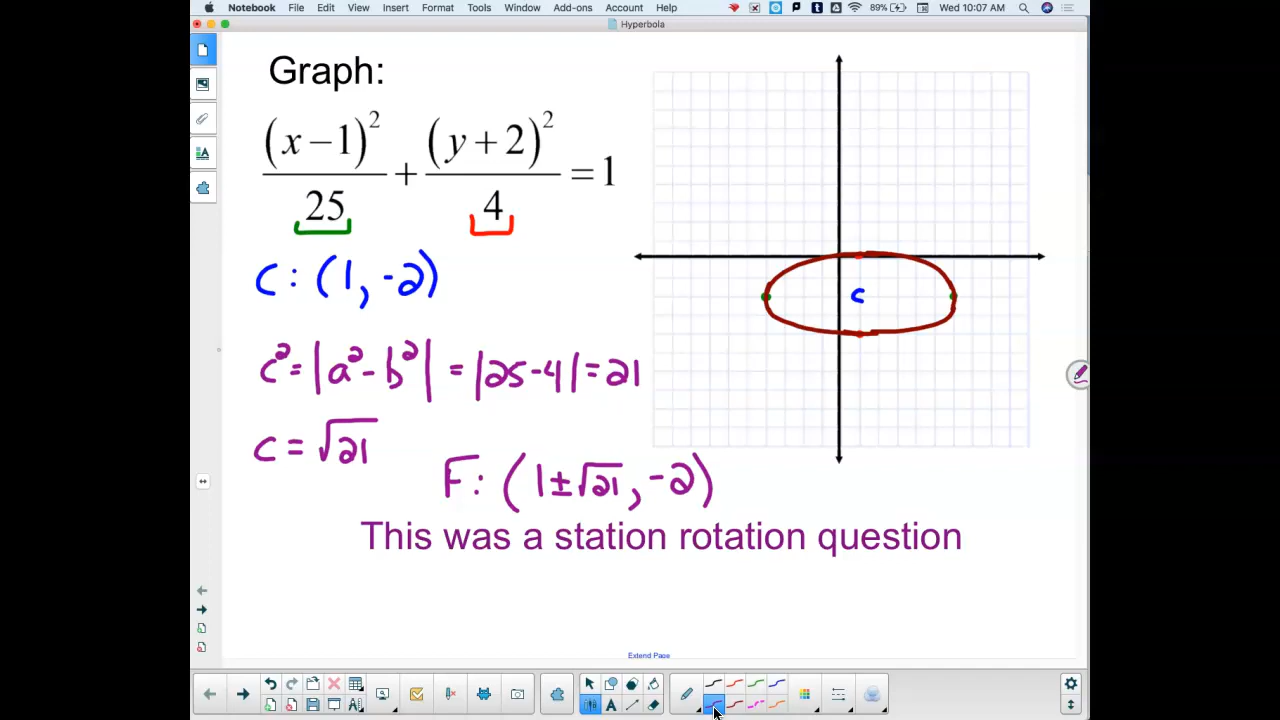 Notebook File Edit View Insert Format Tools Window Add-ons Account Help 89% Wed 10:07 AM
Hyperbola
Graph:
(x−1)²/25 + (y+2)²/4 = 1
C: (1, -2)
C
c² = |a² - b²| = |25 - 4| = 21
c = √21
F: (1 ± √21, -2)
This was a station rotation question
Extend Page